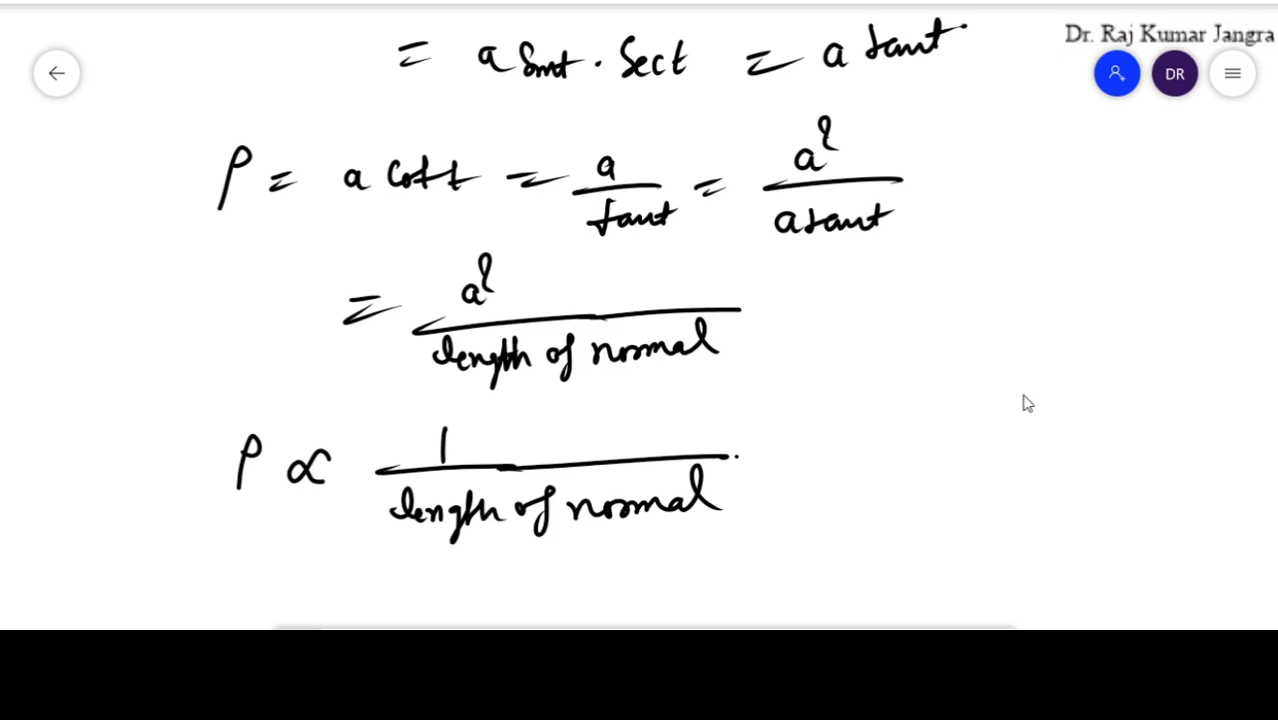 Dr. Raj Kumar Jangra
= a Sint . Sect = a tant.
DR
ρ = a Cott = a/tant = a²/a tant
= a²/length of normal
ρ ∝ 1/length of normal.